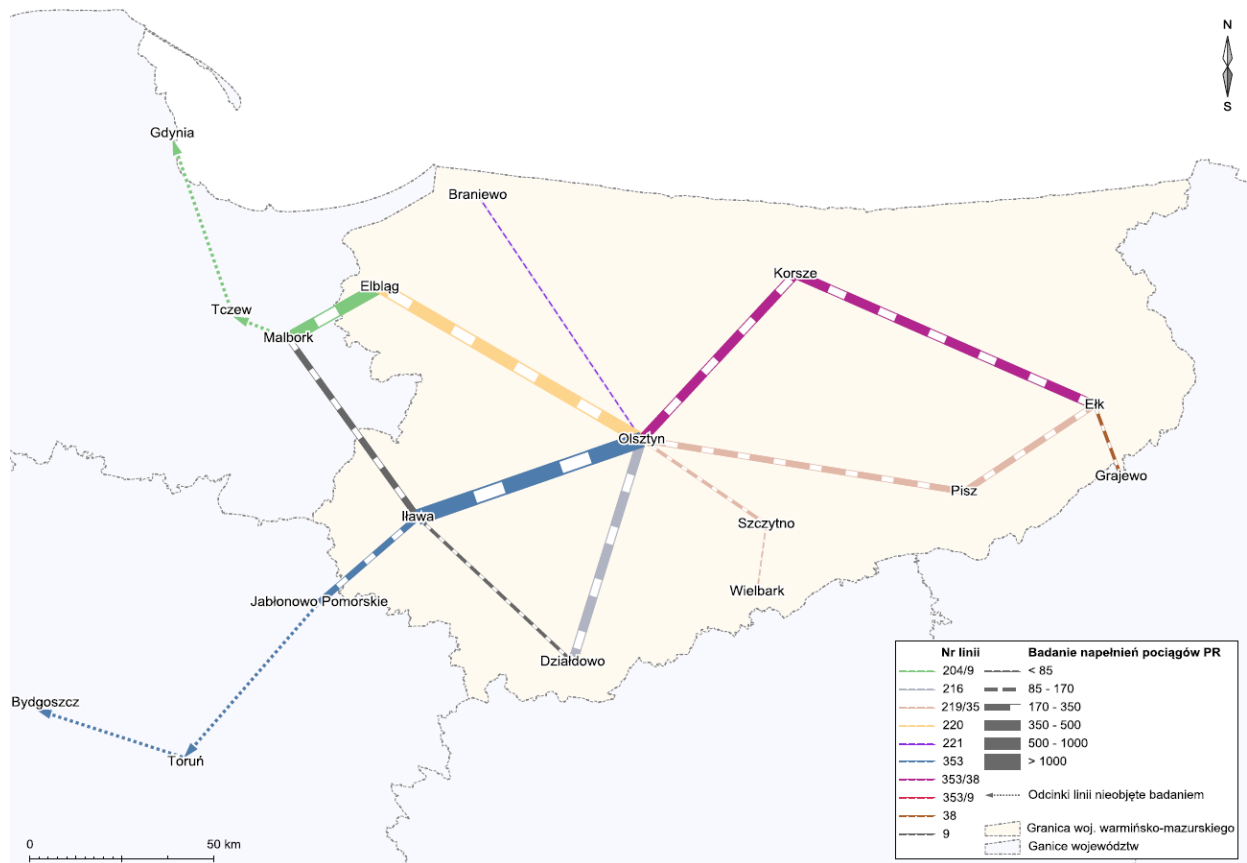 N
S
Gdynia
Braniewo
Korsze
Elbląg
Tczew
Malbork
Ełk
Olsztyn
Grajewo
Pisz
Iława
Szczytno
Wielbark
Jabłonowo Pomorskie
Działdowo
Bydgoszcz
Toruń
Nr linii Badanie napełnień pociągów PR
204/9 < 85
216 85 - 170
219/35 170 - 350
220 350 - 500
221 500 - 1000
353 > 1000
353/38
353/9 Odcinki linii nieobjęte badaniem
38 Granica woj. warmińsko-mazurskiego
9 Ganice województw
0 50 km